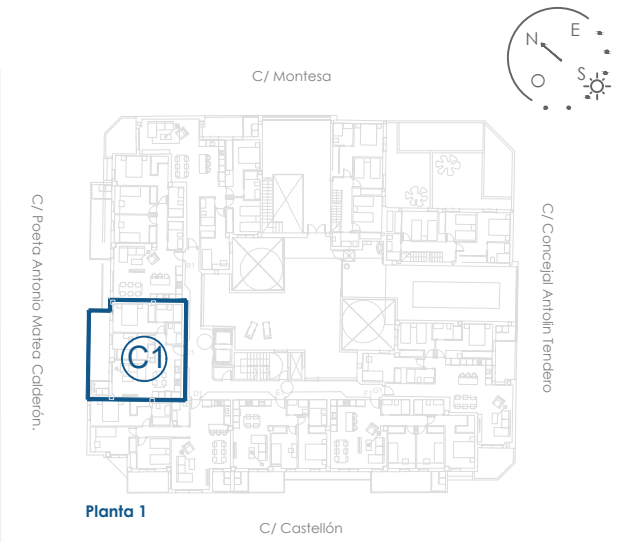 N
E
S
O
C/ Montesa
C/ Poeta Antonio Matea Calderón.
C/ Concejal Antolín Tendero
C1
Planta 1
C/ Castellón